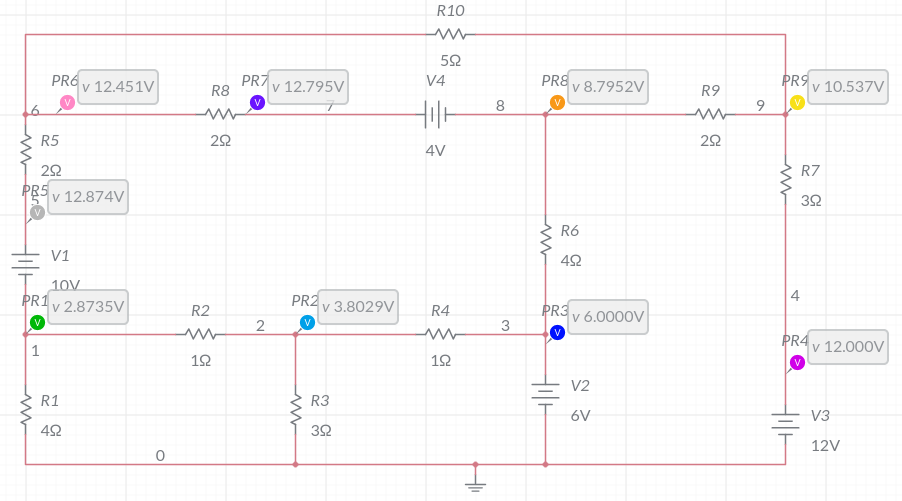 R10
5Ω
PR6
v 12.451V
R8
PR7
v 12.795V
V4
PR8
v 8.7952V
R9
PR9
v 10.537V
6
2Ω
7
4V
8
2Ω
9
R5
2Ω
PR5
v 12.874V
5
R7
3Ω
V1
10V
R6
4Ω
PR1
v 2.8735V
R2
PR2
v 3.8029V
R4
PR3
v 6.0000V
4
1
1Ω
2
1Ω
3
PR4
v 12.000V
R1
4Ω
R3
3Ω
V2
6V
V3
12V
0